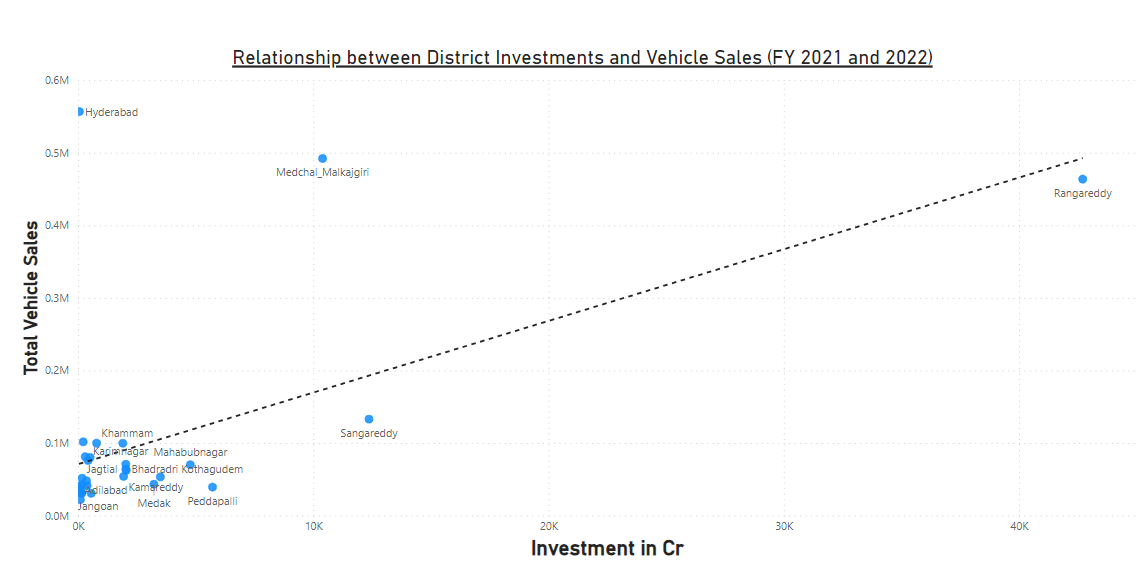 Relationship between District Investments and Vehicle Sales (FY 2021 and 2022)
Total Vehicle Sales
0.6M
0.5M
0.4M
0.3M
0.2M
0.1M
0.0M
Hyderabad
Medchal_Malkajgiri
Rangareddy
Sangareddy
Khammam
Karimnagar
Mahabubnagar
Jagtial
Bhadradri Kothagudem
Adilabad
Kamareddy
Jangoan
Medak
Peddapalli
0K
10K
20K
30K
40K
Investment in Cr